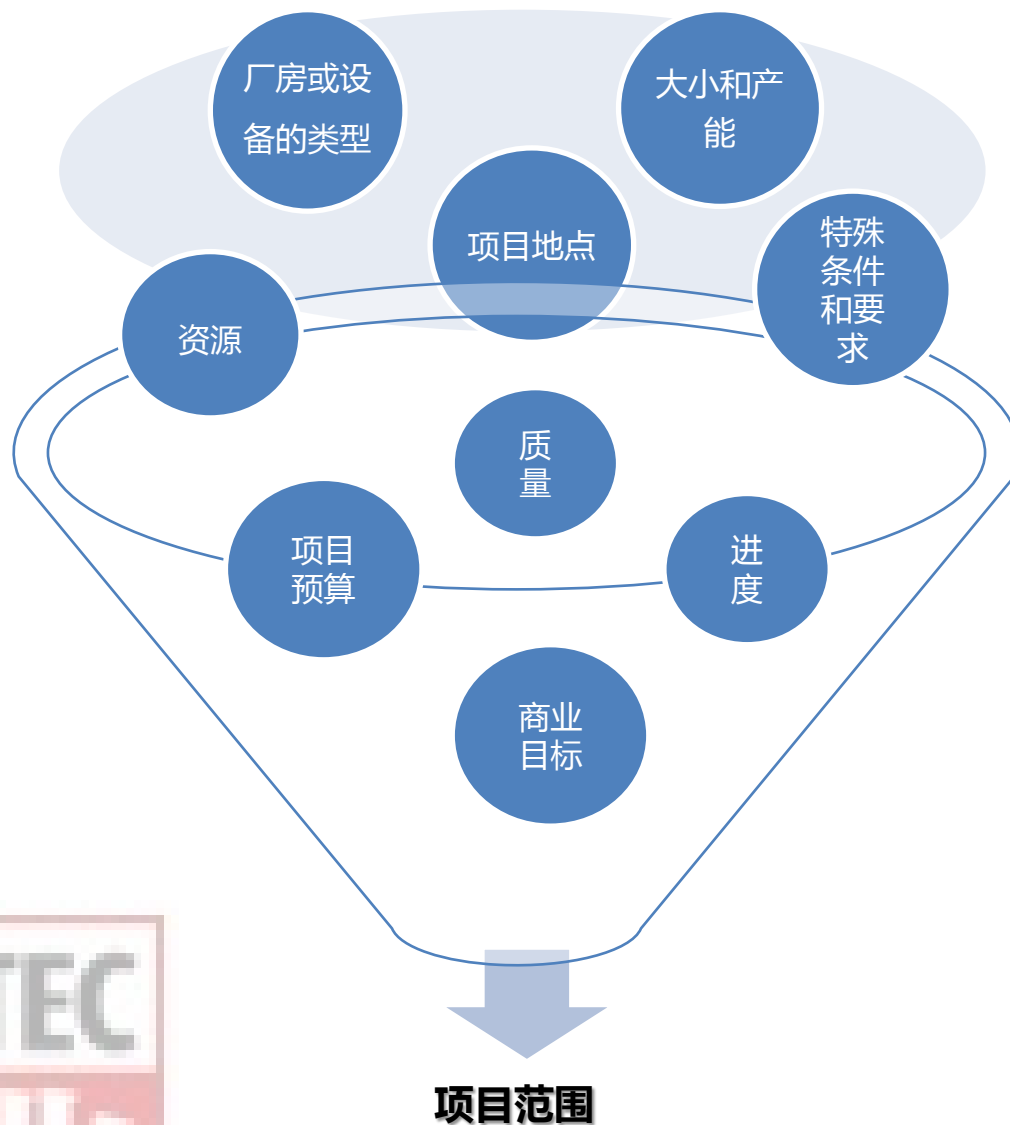 厂房或设
备的类型
大小和产
能
项目地点
特殊
条件
和要
求
资源
质
量
项目
预算
进
度
商业
目标
TEC
项目范围